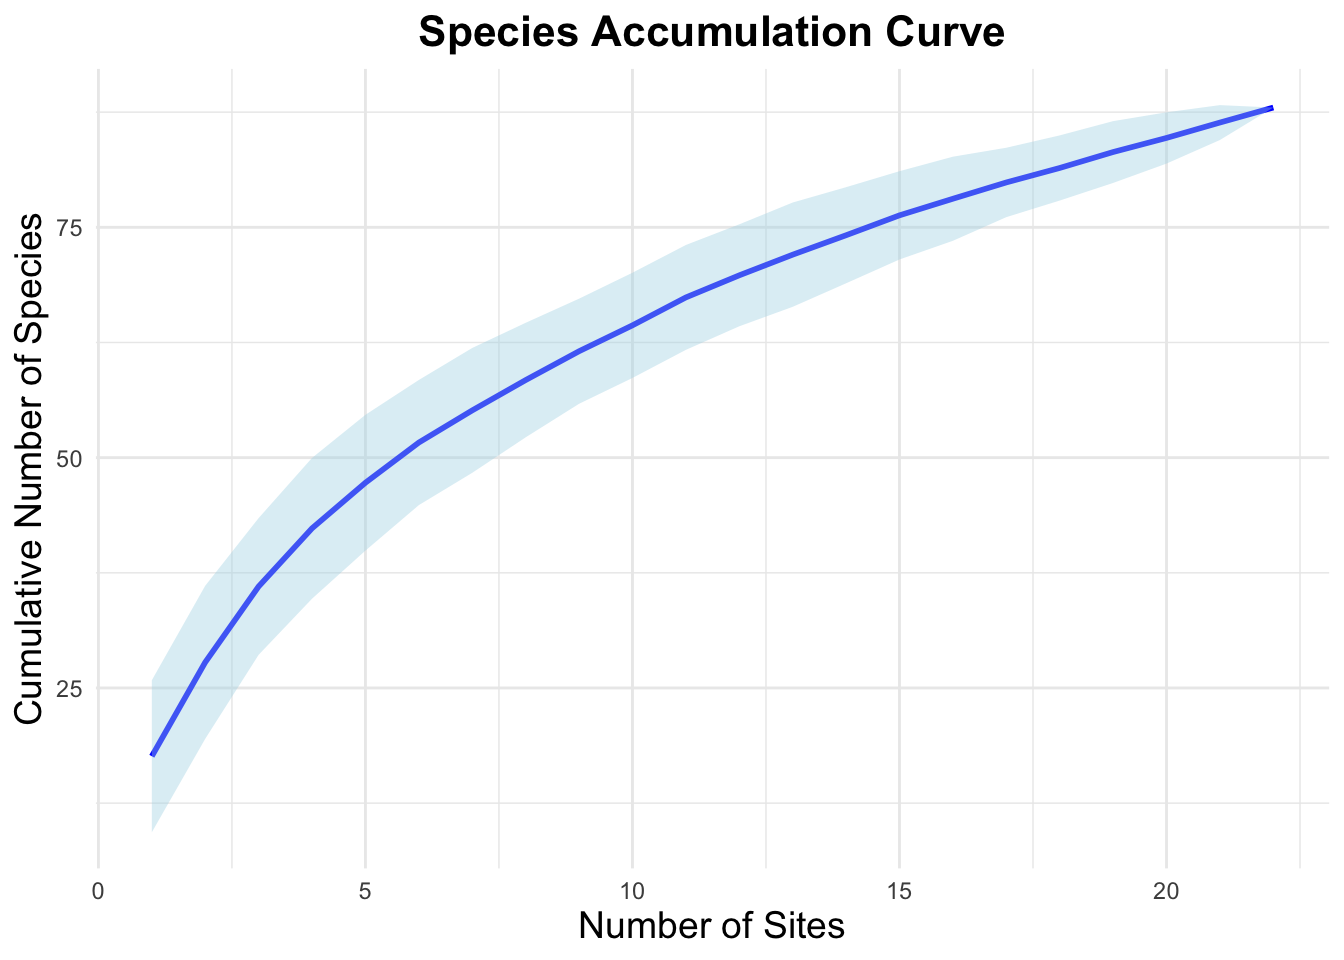 Species Accumulation Curve
Cumulative Number of Species
75
50
25
0 5 10 15 20
Number of Sites